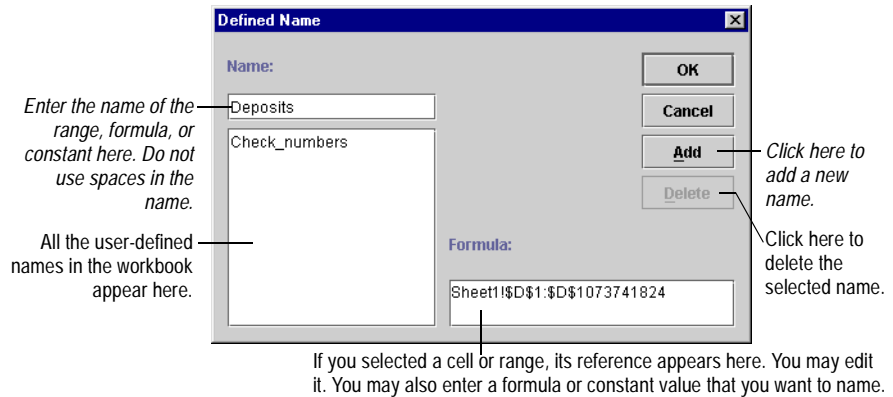 Defined Name
Name:
OK
Enter the name of the
range, formula, or
constant here. Do not
use spaces in the
name.
Deposits
Cancel
Check_numbers
Add
Click here to
add a new
name.
Delete
All the user-defined
names in the workbook
appear here.
Formula:
Click here to
delete the
selected name.
Sheet1!$D$1:$D$1073741824
If you selected a cell or range, its reference appears here. You may edit
it. You may also enter a formula or constant value that you want to name.